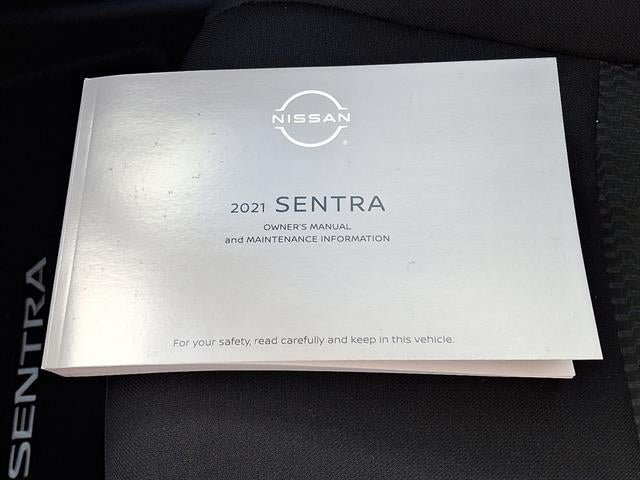 NISSAN
®
2021 SENTRA
OWNER'S MANUAL
and MAINTENANCE INFORMATION
For your safety, read carefully and keep in this vehicle.
SENTRA